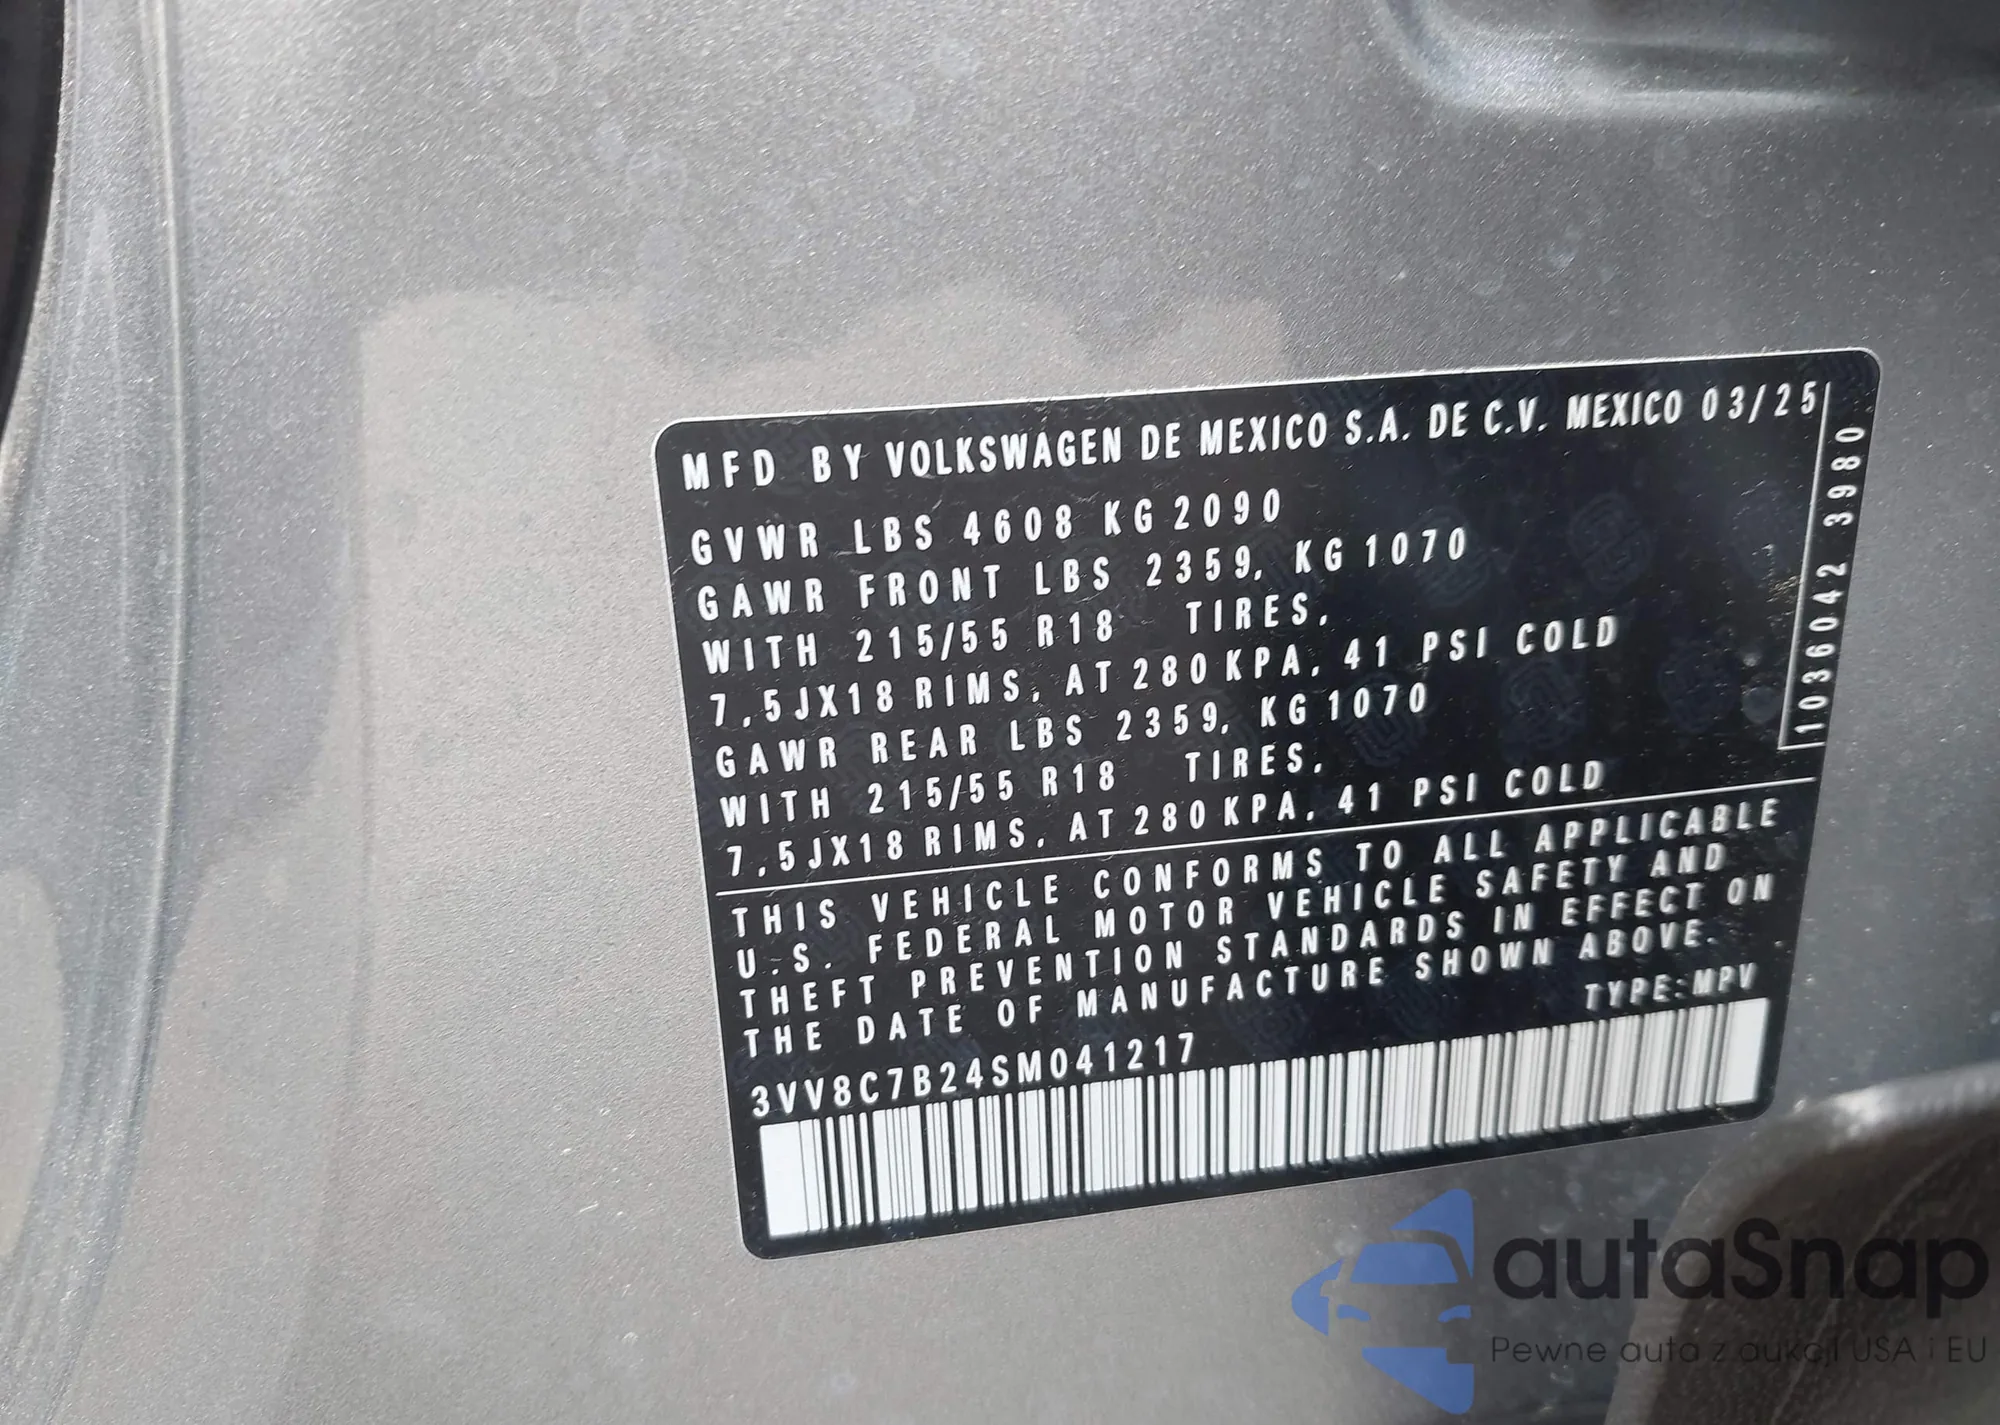 MFD BY VOLKSWAGEN DE MEXICO S.A. DE C.V. MEXICO 03/25
GVWR LBS 4608 KG 2090
GAWR FRONT LBS 2359, KG 1070
WITH 215/55 R18 TIRES,
7,5JX18 RIMS, AT 280 KPA, 41 PSI COLD
GAWR REAR LBS 2359, KG 1070
WITH 215/55 R18 TIRES,
7,5JX18 RIMS, AT 280 KPA, 41 PSI COLD
1036042 3980
THIS VEHICLE CONFORMS TO ALL APPLICABLE
U.S. FEDERAL MOTOR VEHICLE SAFETY AND
THEFT PREVENTION STANDARDS IN EFFECT ON
THE DATE OF MANUFACTURE SHOWN ABOVE.
TYPE:MPV
3VV8C7B24SM041217
autaSnap
Pewne auta z aukcji USA i EU